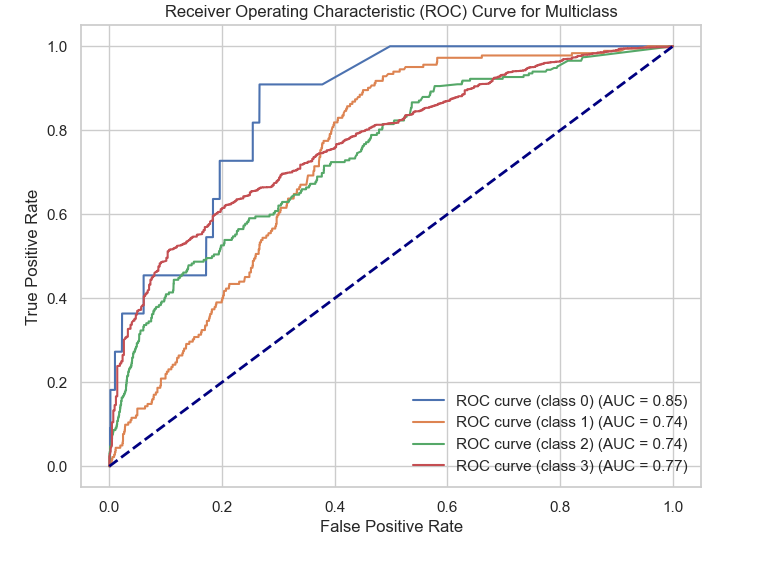 Receiver Operating Characteristic (ROC) Curve for Multiclass
1.0
0.8
0.6
0.4
0.2
0.0
True Positive Rate
ROC curve (class 0) (AUC = 0.85)
ROC curve (class 1) (AUC = 0.74)
ROC curve (class 2) (AUC = 0.74)
ROC curve (class 3) (AUC = 0.77)
0.0 0.2 0.4 0.6 0.8 1.0
False Positive Rate